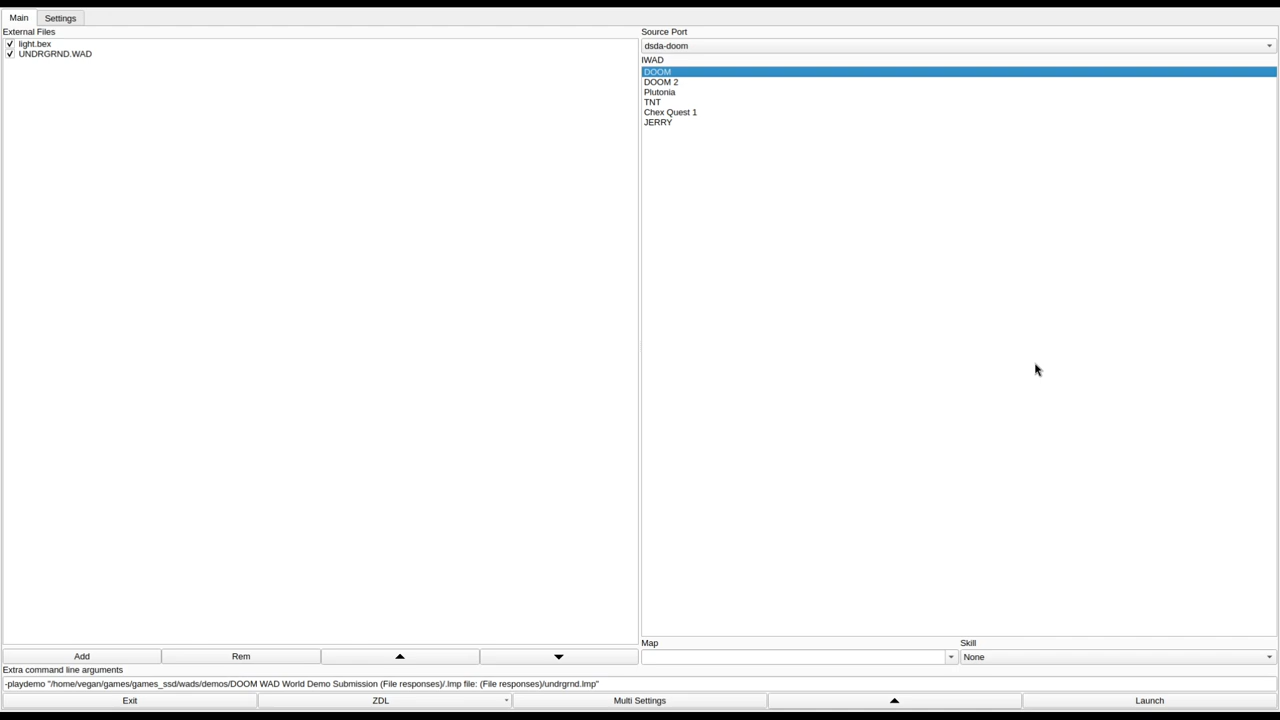 Main Settings
External Files
light.bex
UNDRGRND.WAD
Source Port
dsda-doom
IWAD
DOOM
DOOM 2
Plutonia
TNT
Chex Quest 1
JERRY
Map Skill
None
Add Rem
Extra command line arguments
-playdemo "/home/vegan/games/games_ssd/wads/demos/DOOM WAD World Demo Submission (File responses)/.lmp file: (File responses)/undrgrnd.lmp"
Exit ZDL Multi Settings Launch